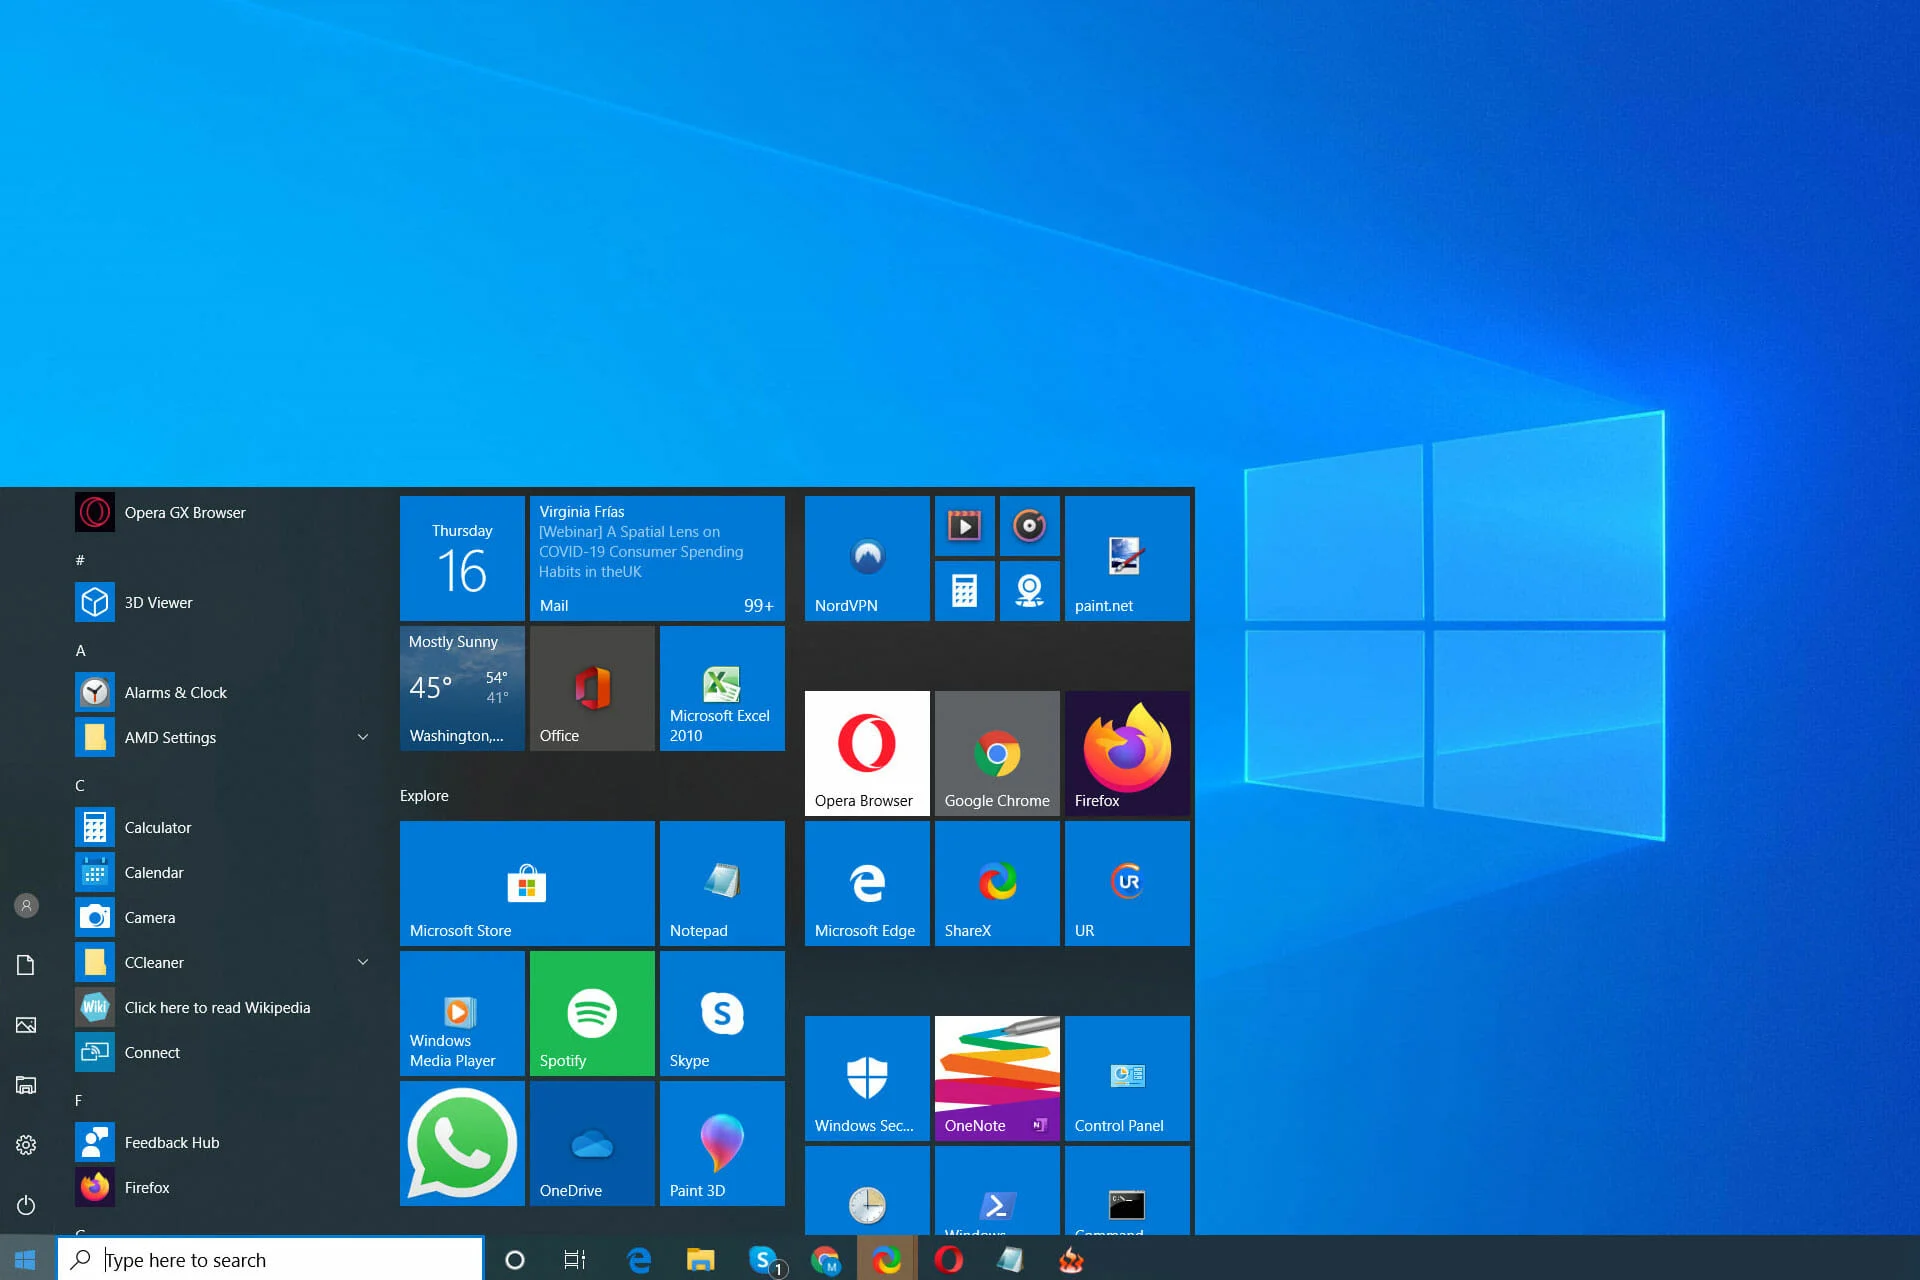 Opera GX Browser
#
3D Viewer
A
Alarms & Clock
AMD Settings
C
Calculator
Calendar
Camera
CCleaner
Wiki
Click here to read Wikipedia
Connect
F
Feedback Hub
Firefox
Thursday
16
Virginia Frías
[Webinar] A Spatial Lens on
COVID-19 Consumer Spending
Habits in theUK
Mail 99+
Mostly Sunny
45° 54°
41°
Washington,...
Office
Microsoft Excel
2010
Explore
Microsoft Store
Notepad
Windows
Media Player
Spotify
S
Skype
OneDrive
Paint 3D
NordVPN
paint.net
Opera Browser
Google Chrome
Firefox
Microsoft Edge
ShareX
UR
UR
Windows Sec...
OneNote
N
Control Panel
Windows
Command
Type here to search
S
1
M